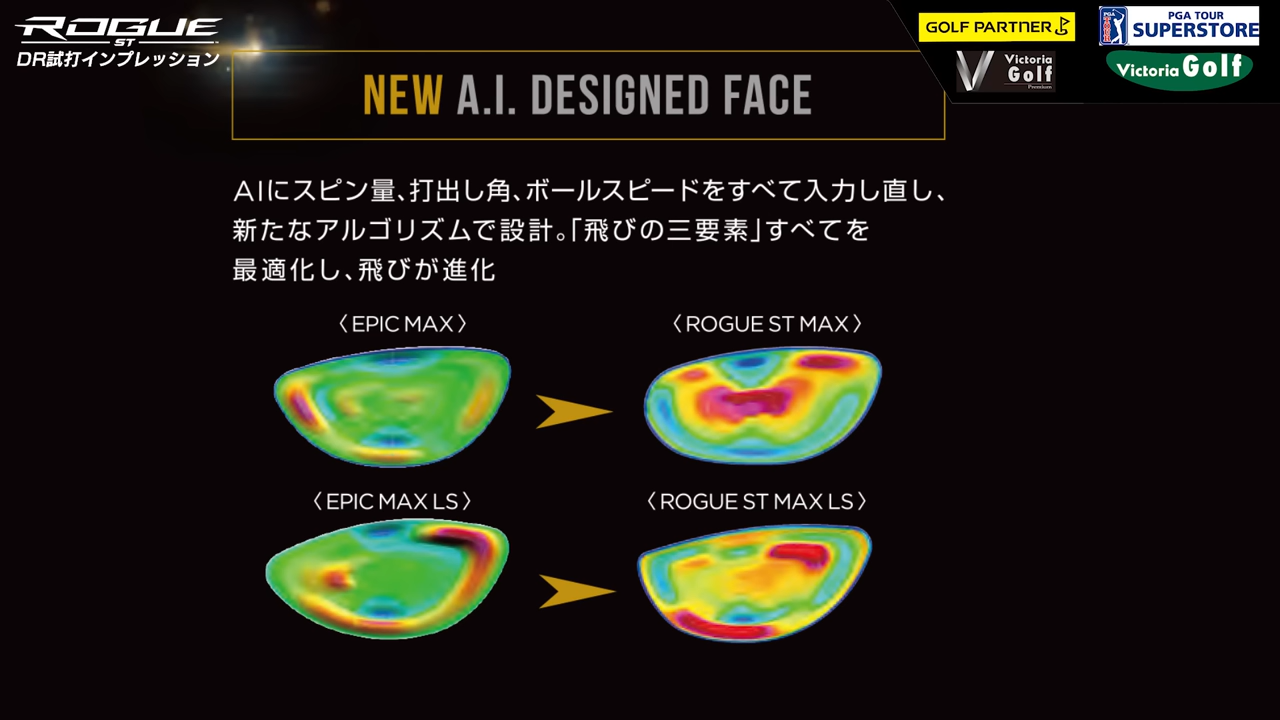 ROGUE
ST
DR試打インプレッション
GOLF PARTNER
PGA TOUR
SUPERSTORE
Victoria
Golf
Premium
Victoria Golf
NEW A.I. DESIGNED FACE
AIにスピン量、打出し角、ボールスピードをすべて入力し直し、
新たなアルゴリズムで設計。「飛びの三要素」すべてを
最適化し、飛びが進化
〈EPIC MAX〉
〈ROGUE ST MAX〉
〈EPIC MAX LS〉
〈ROGUE ST MAX LS〉